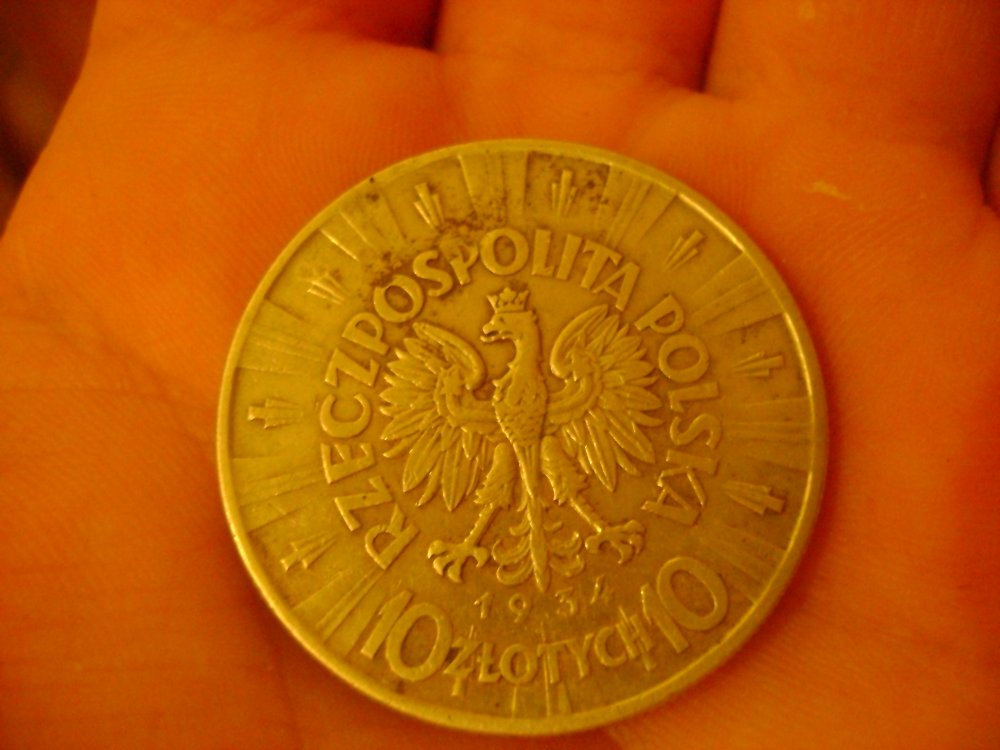 RZECZPOSPOLITA POLSKA
1934
10 ZŁOTYCH 10